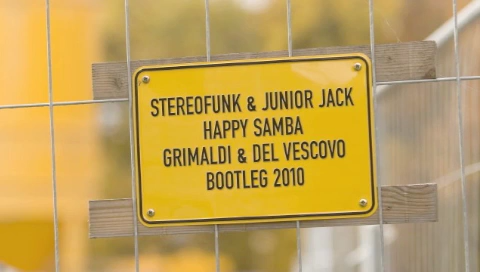 STEREOFUNK & JUNIOR JACK
HAPPY SAMBA
GRIMALDI & DEL VESCOVO
BOOTLEG 2010